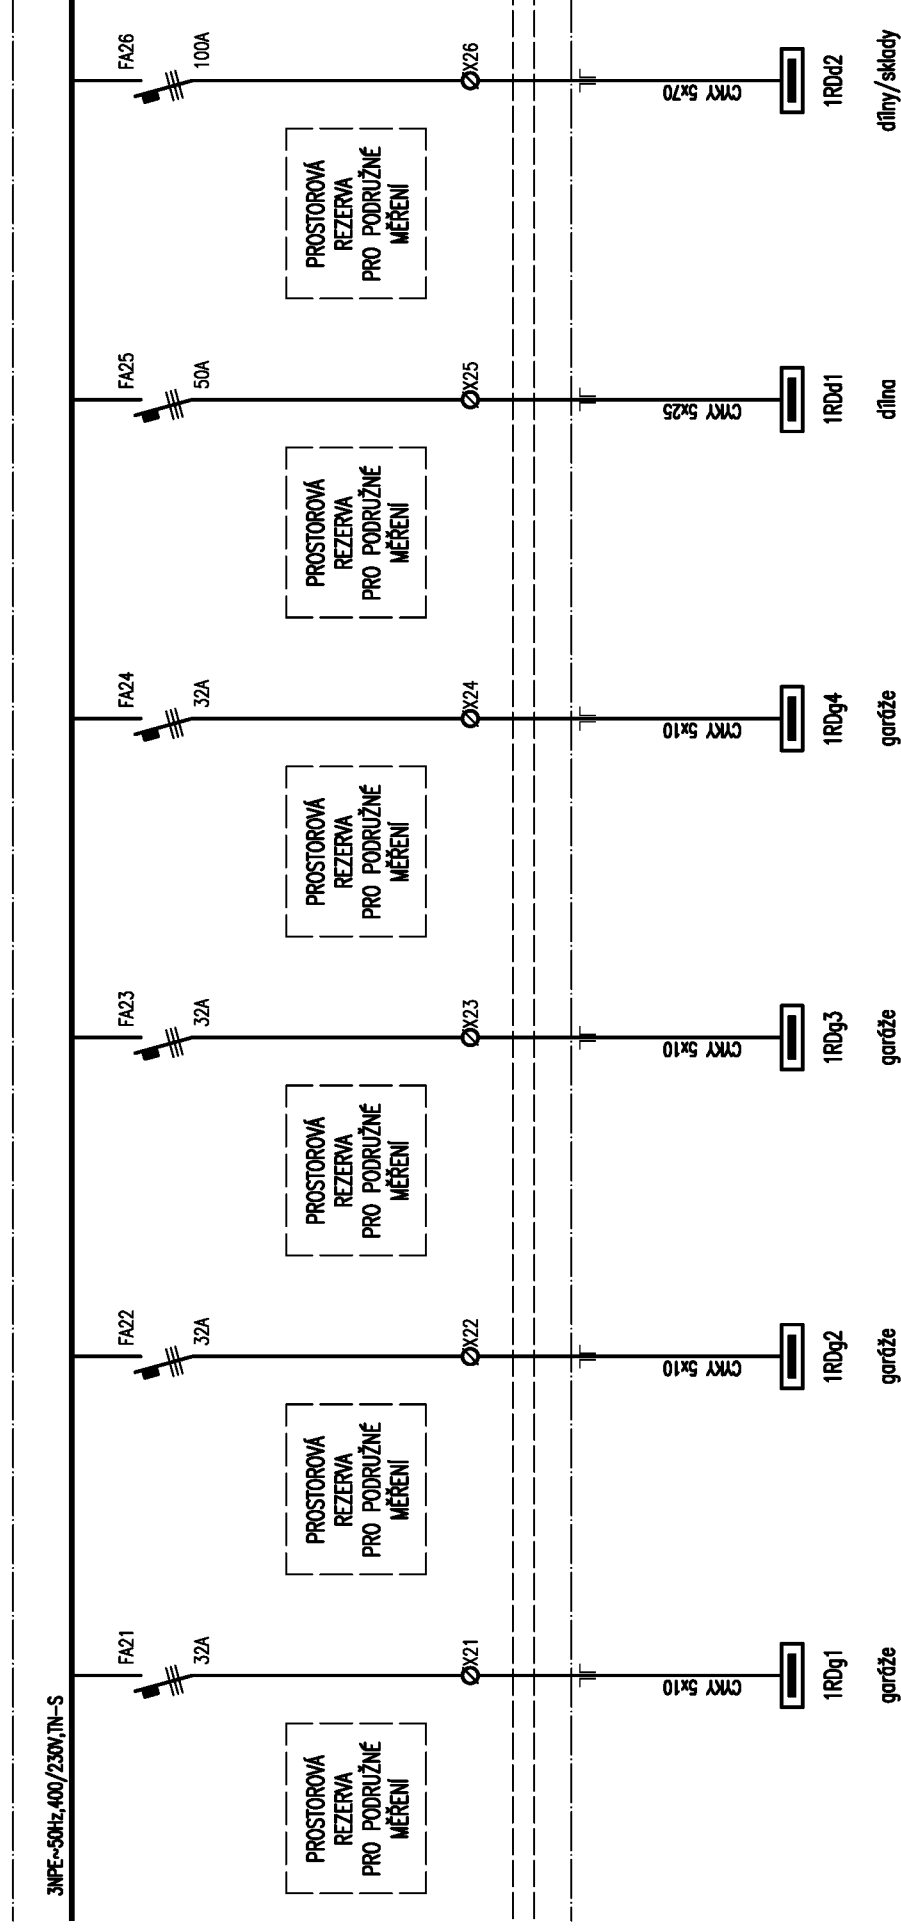 3NPE~50Hz,400/230V,TN-S
FA21
32A
PROSTOROVÁ
REZERVA
PRO PODRUŽNÉ
MĚŘENÍ
X21
CYKY 5x10
1RDg1
garáže
FA22
32A
PROSTOROVÁ
REZERVA
PRO PODRUŽNÉ
MĚŘENÍ
X22
CYKY 5x10
1RDg2
garáže
FA23
32A
PROSTOROVÁ
REZERVA
PRO PODRUŽNÉ
MĚŘENÍ
X23
CYKY 5x10
1RDg3
garáže
FA24
32A
PROSTOROVÁ
REZERVA
PRO PODRUŽNÉ
MĚŘENÍ
X24
CYKY 5x10
1RDg4
garáže
FA25
50A
PROSTOROVÁ
REZERVA
PRO PODRUŽNÉ
MĚŘENÍ
X25
CYKY 5x25
1RDd1
dílna
FA26
100A
PROSTOROVÁ
REZERVA
PRO PODRUŽNÉ
MĚŘENÍ
X26
CYKY 5x70
1RDd2
dílny/sklady